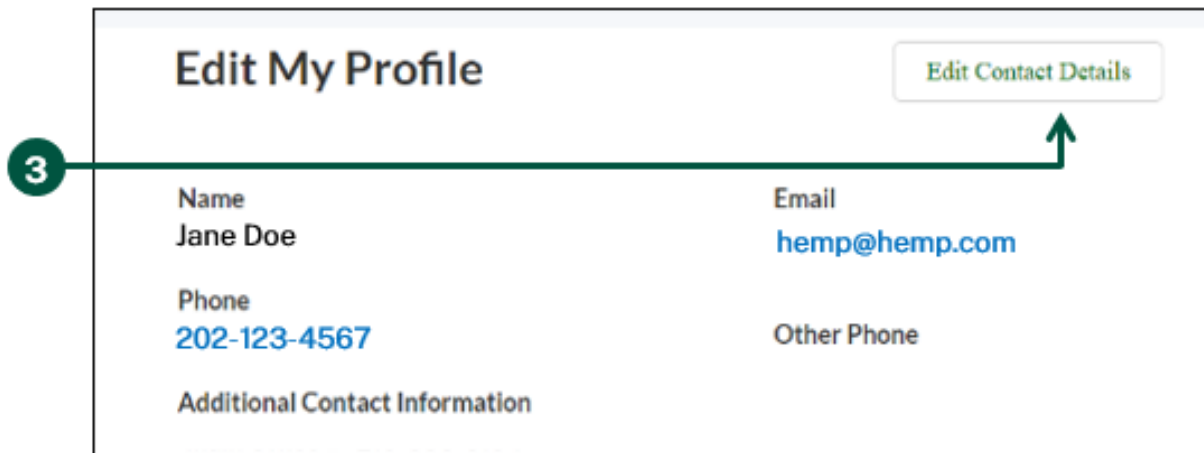 Edit My Profile
Edit Contact Details
3
Name
Jane Doe
Email
hemp@hemp.com
Phone
202-123-4567
Other Phone
Additional Contact Information